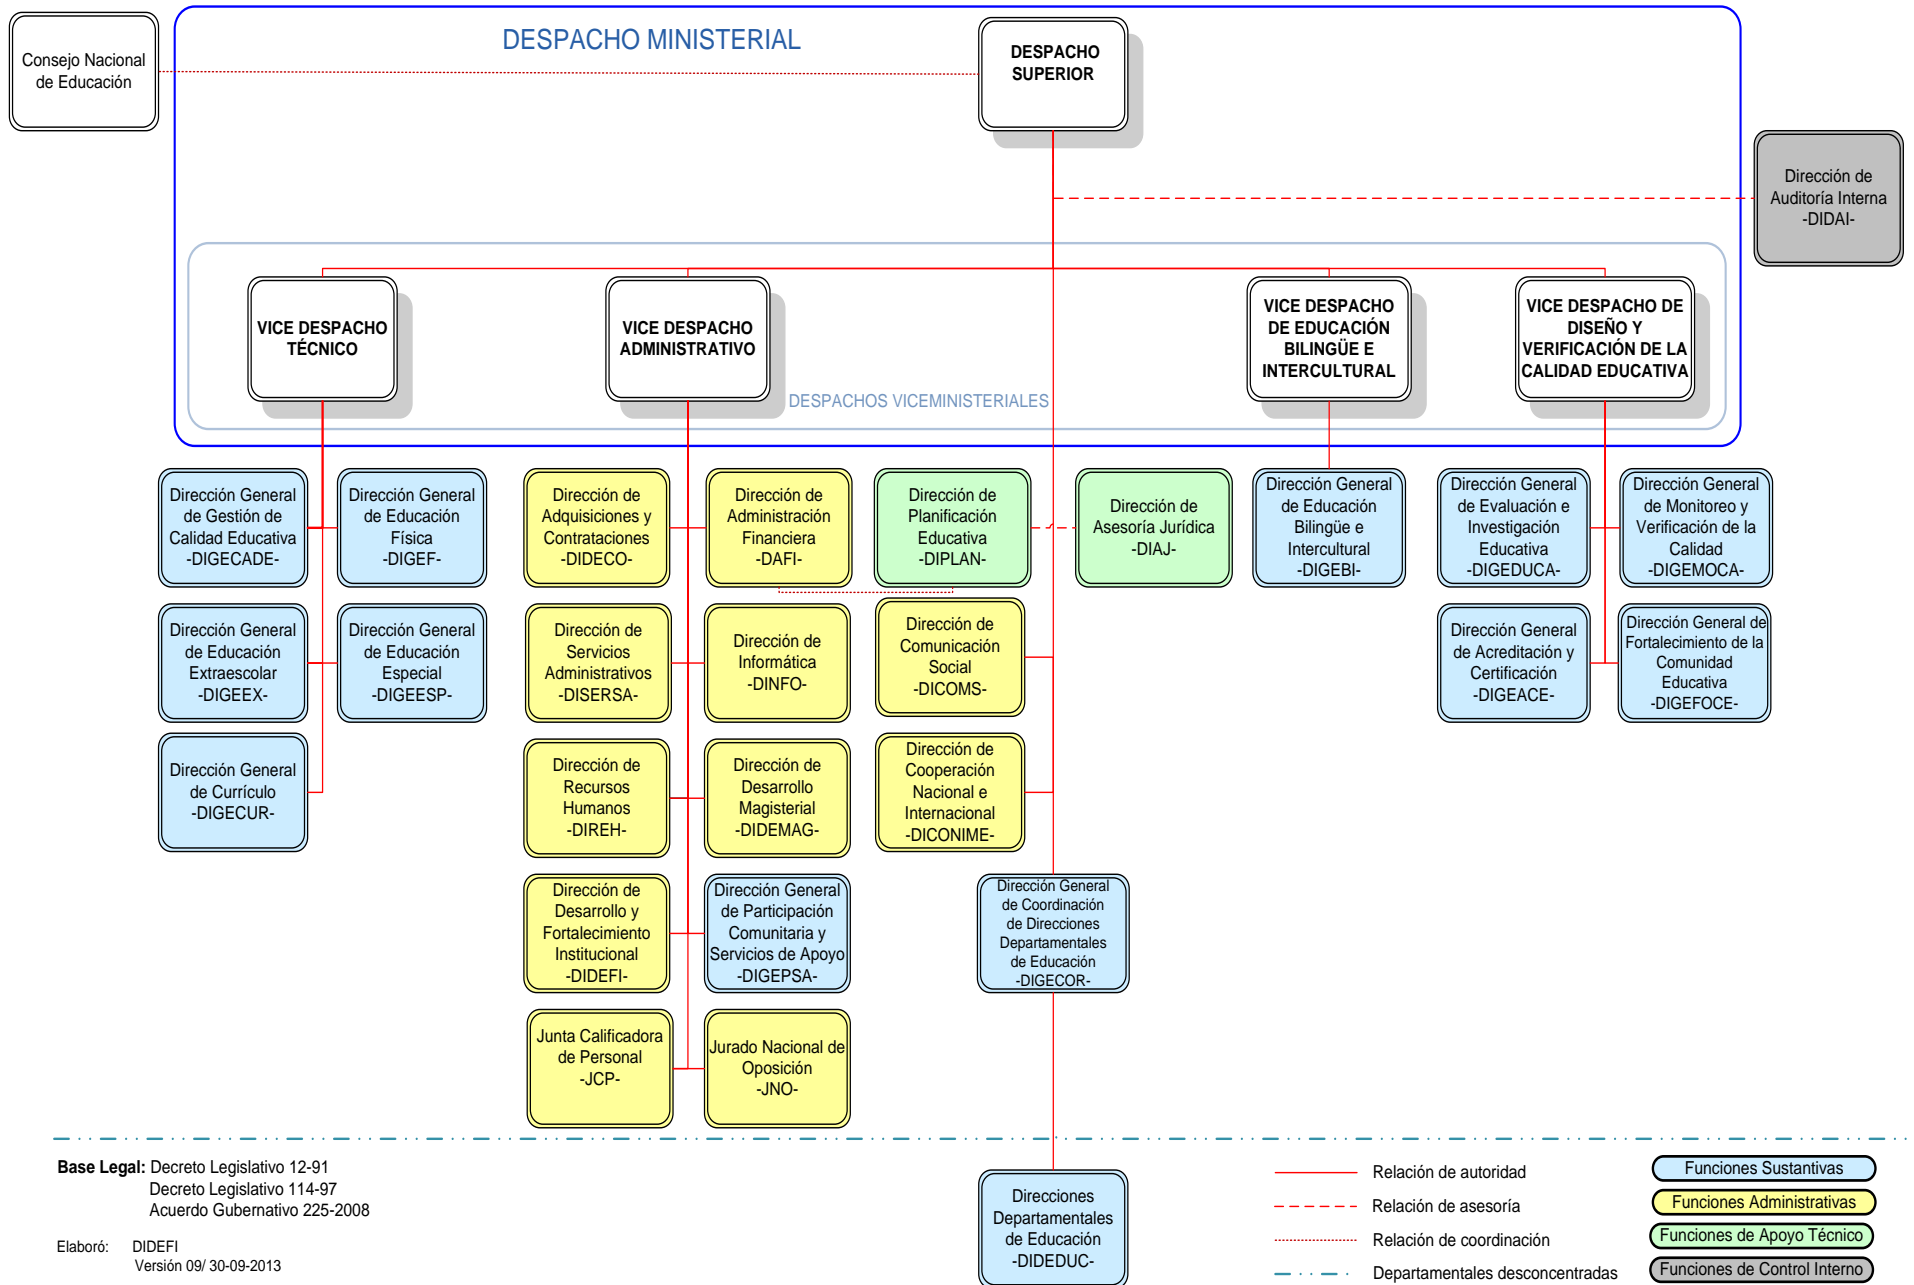 Consejo Nacional
de Educación
DESPACHO MINISTERIAL
DESPACHO
SUPERIOR
Dirección de
Auditoría Interna
-DIDAI-
VICE DESPACHO
TÉCNICO
VICE DESPACHO
ADMINISTRATIVO
VICE DESPACHO
DE EDUCACIÓN
BILINGÜE E
INTERCULTURAL
VICE DESPACHO DE
DISEÑO Y
VERIFICACIÓN DE LA
CALIDAD EDUCATIVA
DESPACHOS VICEMINISTERIALES
Dirección General
de Gestión de
Calidad Educativa
-DIGECADE-
Dirección General
de Educación
Física
-DIGEF-
Dirección de
Adquisiciones y
Contrataciones
-DIDECO-
Dirección de
Administración
Financiera
-DAFI-
Dirección de
Planificación
Educativa
-DIPLAN-
Dirección de
Asesoría Jurídica
-DIAJ-
Dirección General
de Educación
Bilingüe e
Intercultural
-DIGEBI-
Dirección General
de Evaluación e
Investigación
Educativa
-DIGEDUCA-
Dirección General
de Monitoreo y
Verificación de la
Calidad
-DIGEMOCA-
Dirección General
de Educación
Extraescolar
-DIGEEX-
Dirección General
de Educación
Especial
-DIGEESP-
Dirección de
Servicios
Administrativos
-DISERSA-
Dirección de
Informática
-DINFO-
Dirección de
Comunicación
Social
-DICOMS-
Dirección General
de Acreditación y
Certificación
-DIGEACE-
Dirección General de
Fortalecimiento de la
Comunidad
Educativa
-DIGEFOCE-
Dirección General
de Currículo
-DIGECUR-
Dirección de
Recursos
Humanos
-DIREH-
Dirección de
Desarrollo
Magisterial
-DIDEMAG-
Dirección de
Cooperación
Nacional e
Internacional
-DICONIME-
Dirección de
Desarrollo y
Fortalecimiento
Institucional
-DIDEFI-
Dirección General
de Participación
Comunitaria y
Servicios de Apoyo
-DIGEPSA-
Dirección General
de Coordinación
de Direcciones
Departamentales
de Educación
-DIGECOR-
Junta Calificadora
de Personal
-JCP-
Jurado Nacional de
Oposición
-JNO-
Base Legal: Decreto Legislativo 12-91
Decreto Legislativo 114-97
Acuerdo Gubernativo 225-2008
Elaboró: DIDEFI
Versión 09/ 30-09-2013
Direcciones
Departamentales
de Educación
-DIDEDUC-
Relación de autoridad
Relación de asesoría
Relación de coordinación
Departamentales desconcentradas
Funciones Sustantivas
Funciones Administrativas
Funciones de Apoyo Técnico
Funciones de Control Interno